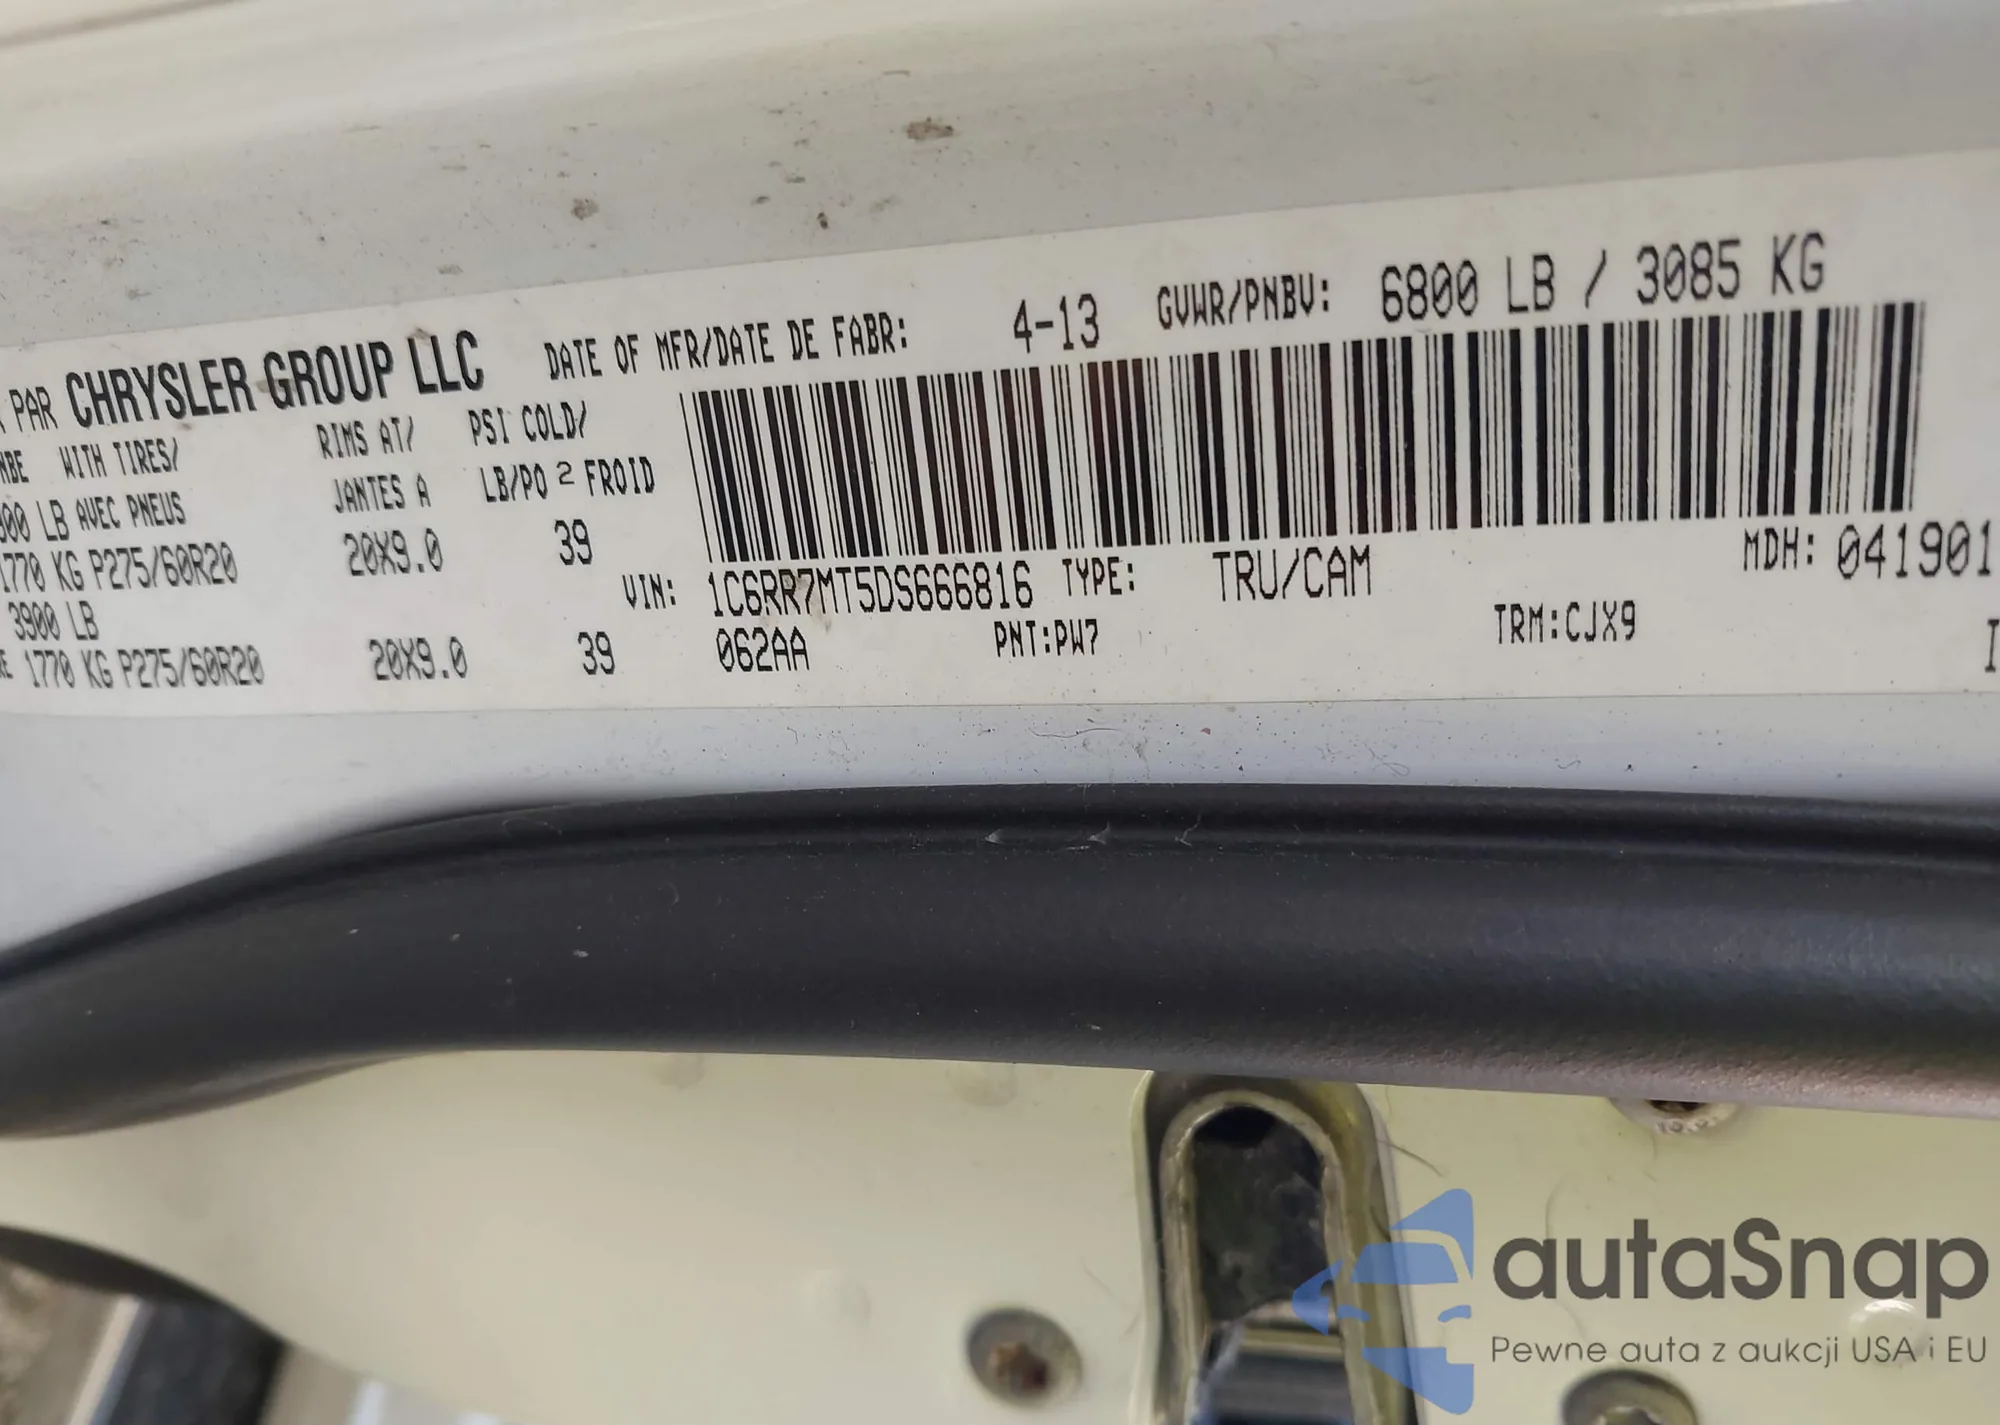 PAR CHRYSLER GROUP LLC DATE OF MFR/DATE DE FABR: 4-13 GVWR/PNBV: 6800 LB / 3085 KG
WITH TIRES/ RIMS AT/ PSI COLD/
LB AVEC PNEUS JANTES A LB/PO 2 FROID
1770 KG P275/60R20 20X9.0 39
VIN: 1C6RR7MT5DS666816 TYPE: TRU/CAM MDH: 041901
3900 LB
1770 KG P275/60R20 20X9.0 39 062AA PNT:PW7 TRM:CJX9
autaSnap
Pewne auta z aukcji USA i EU